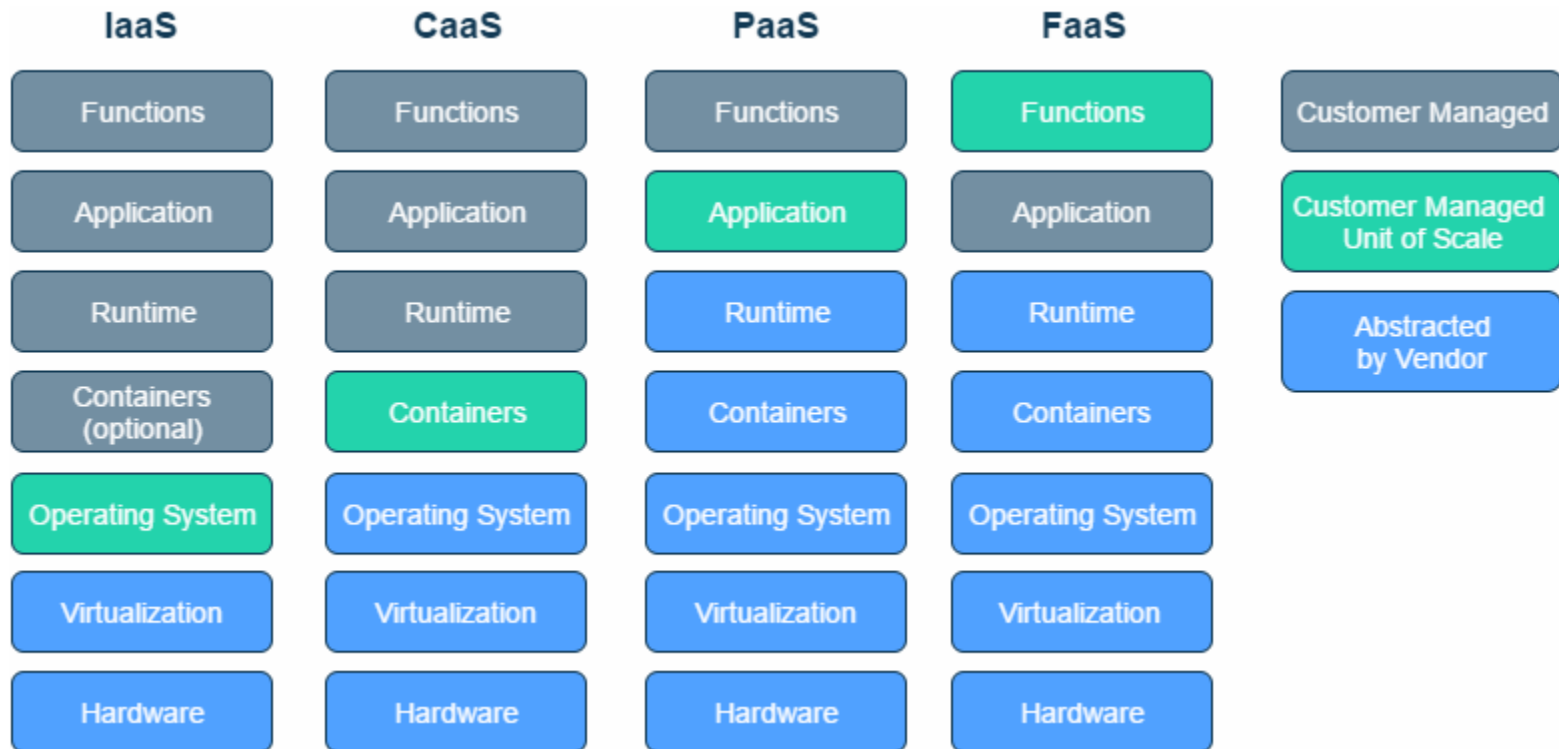 IaaS CaaS PaaS FaaS
Functions Functions Functions Functions Customer Managed
Application Application Application Application Customer Managed
Unit of Scale
Runtime Runtime Runtime Runtime Abstracted
by Vendor
Containers
(optional) Containers Containers Containers
Operating System Operating System Operating System Operating System
Virtualization Virtualization Virtualization Virtualization
Hardware Hardware Hardware Hardware